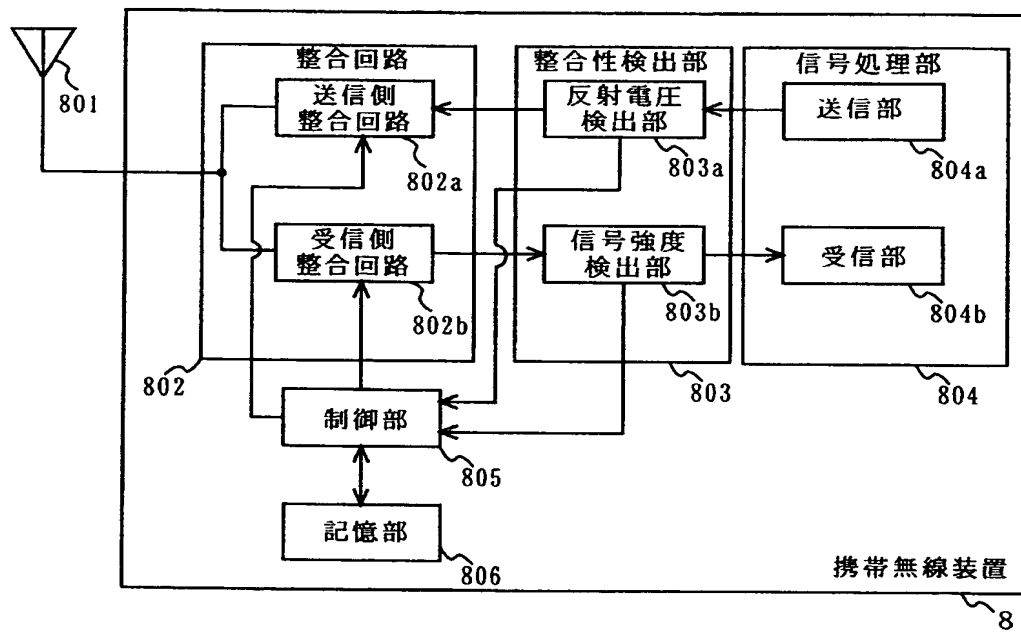 801
整合回路
送信側
整合回路
802a
受信側
整合回路
802b
802
整合性検出部
反射電圧
検出部
803a
信号強度
検出部
803b
803
信号処理部
送信部
804a
受信部
804b
804
制御部
805
記憶部
806
携帯無線装置
8